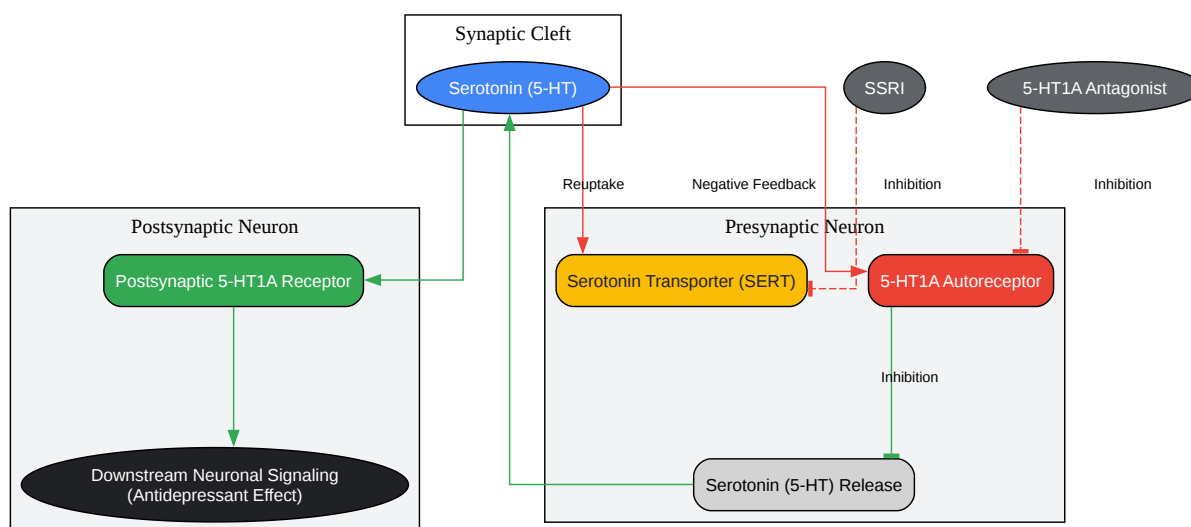 Synaptic Cleft
Serotonin (5-HT)
SSRI
5-HT1A Antagonist
Reuptake
Negative Feedback
Inhibition
Inhibition
Postsynaptic Neuron
Presynaptic Neuron
Postsynaptic 5-HT1A Receptor
Serotonin Transporter (SERT)
5-HT1A Autoreceptor
Inhibition
Downstream Neuronal Signaling
(Antidepressant Effect)
Serotonin (5-HT) Release